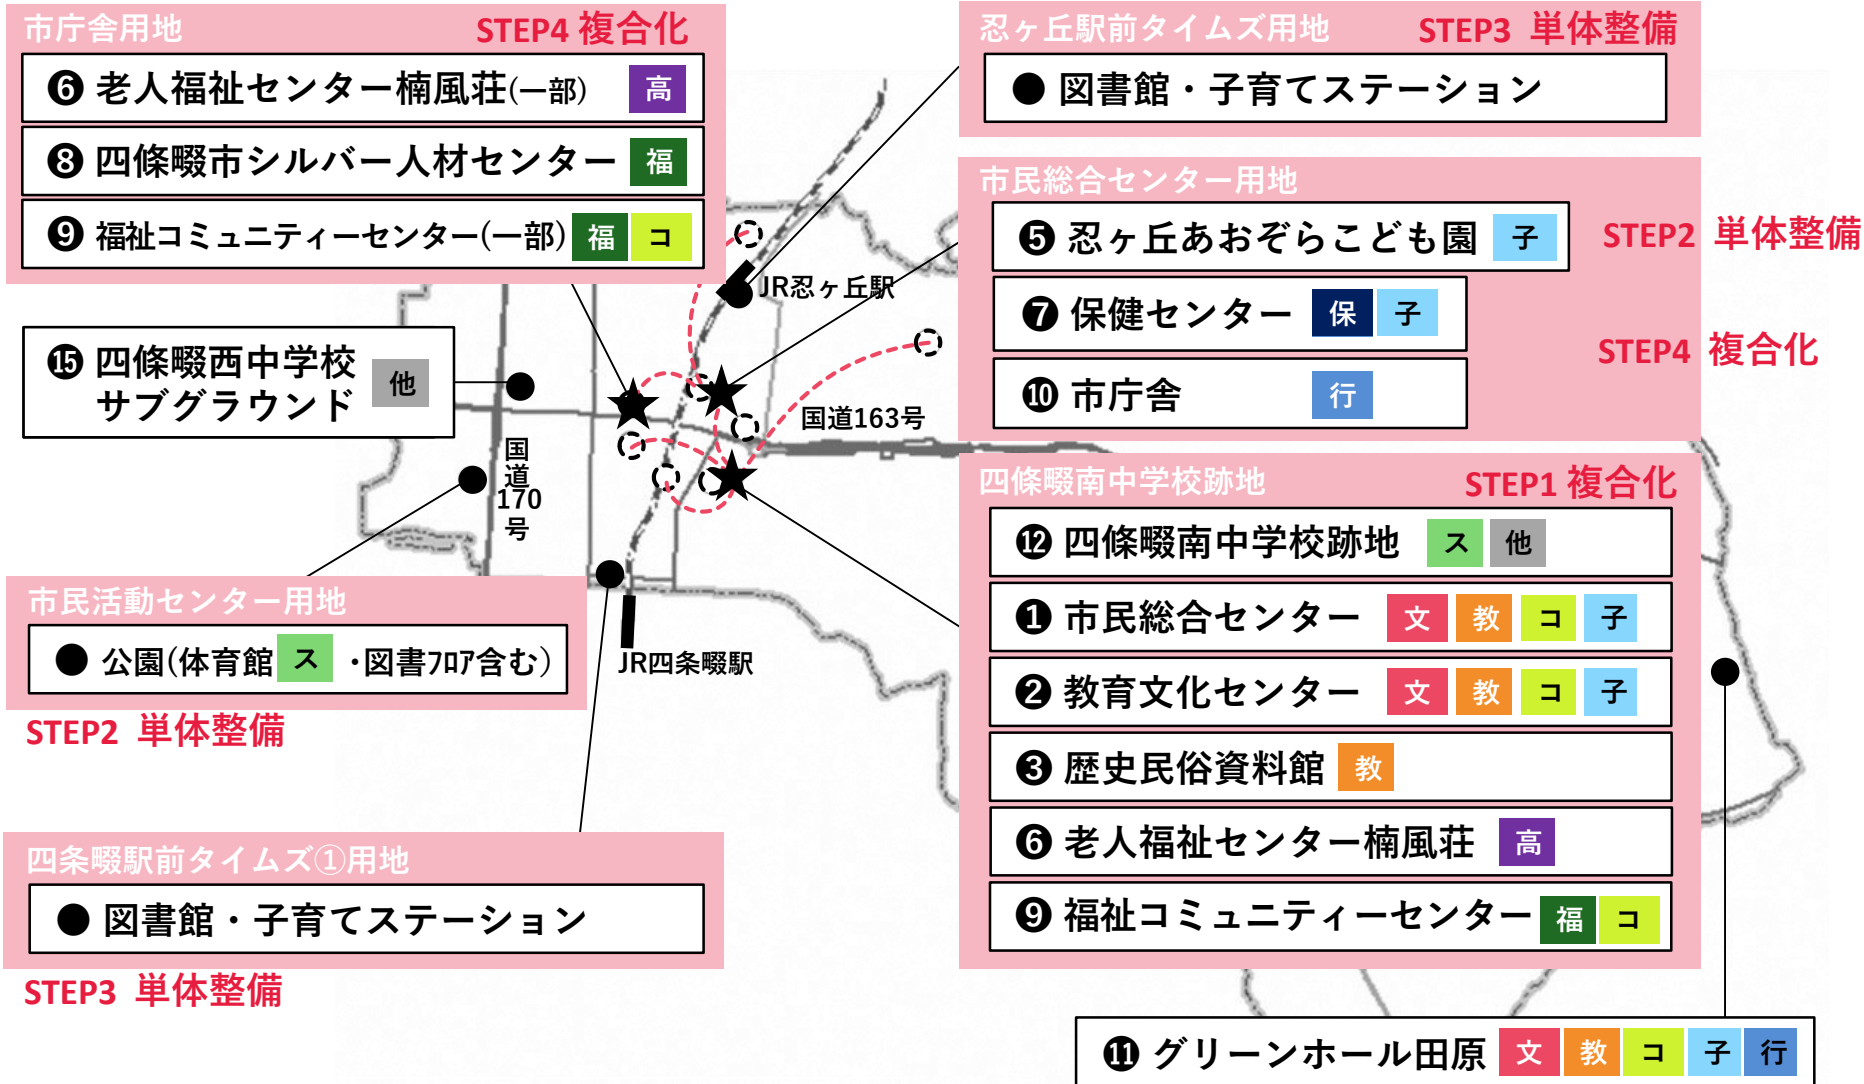 市庁舎用地 STEP4 複合化
❻ 老人福祉センター楠風荘(一部) 高
❽ 四條畷市シルバー人材センター 福
❾ 福祉コミュニティーセンター(一部) 福 コ
忍ヶ丘駅前タイムズ用地 STEP3 単体整備
● 図書館・子育てステーション
市民総合センター用地
❺ 忍ヶ丘あおぞらこども園 子 STEP2 単体整備
❼ 保健センター 保 子
STEP4 複合化
❿ 市庁舎 行
JR忍ヶ丘駅
⓯ 四條畷西中学校
サブグラウンド 他
国道163号
国道170号
四條畷南中学校跡地 STEP1 複合化
⓬ 四條畷南中学校跡地 ス 他
❶ 市民総合センター 文 教 コ 子
❷ 教育文化センター 文 教 コ 子
❸ 歴史民俗資料館 教
❻ 老人福祉センター楠風荘 高
❾ 福祉コミュニティーセンター 福 コ
市民活動センター用地
● 公園(体育館 ス ・図書フロア含む)
STEP2 単体整備
JR四条畷駅
四条畷駅前タイムズ①用地
● 図書館・子育てステーション
STEP3 単体整備
⓫ グリーンホール田原 文 教 コ 子 行